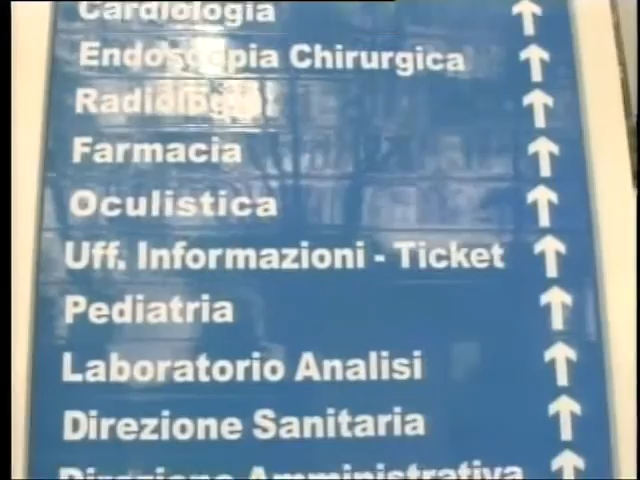 Cardiologia
Endoscopia Chirurgica
Radiologia
Farmacia
Oculistica
Uff. Informazioni - Ticket
Pediatria
Laboratorio Analisi
Direzione Sanitaria
Direzione Amministrativa